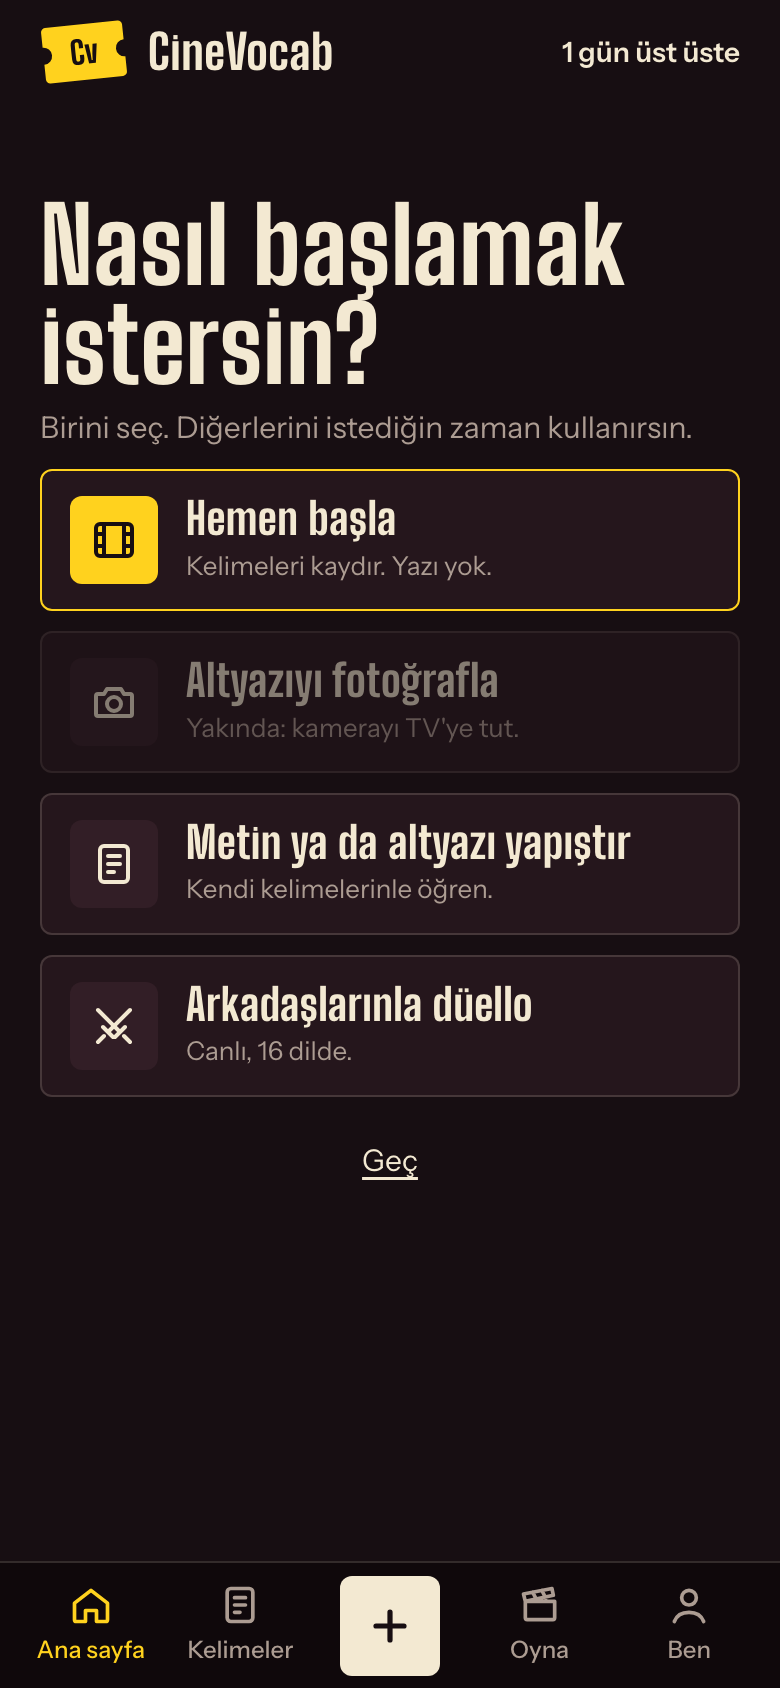 Cv CineVocab
1 gün üst üste
Nasıl başlamak
istersin?
Birini seç. Diğerlerini istediğin zaman kullanırsın.
Hemen başla
Kelimeleri kaydır. Yazı yok.
Altyazıyı fotoğrafla
Yakında: kamerayı TV'ye tut.
Metin ya da altyazı yapıştır
Kendi kelimelerinle öğren.
Arkadaşlarınla düello
Canlı, 16 dilde.
Geç
Ana sayfa
Kelimeler
Oyna
Ben